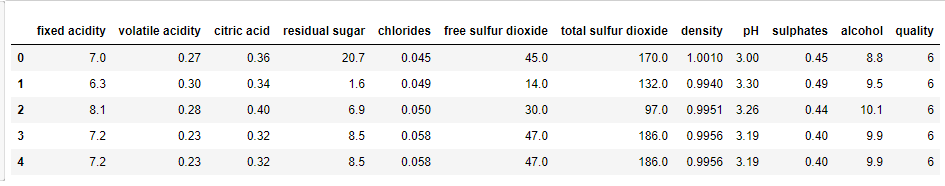 fixed acidity volatile acidity citric acid residual sugar chlorides free sulfur dioxide total sulfur dioxide density pH sulphates alcohol quality
0 7.0 0.27 0.36 20.7 0.045 45.0 170.0 1.0010 3.00 0.45 8.8 6
1 6.3 0.30 0.34 1.6 0.049 14.0 132.0 0.9940 3.30 0.49 9.5 6
2 8.1 0.28 0.40 6.9 0.050 30.0 97.0 0.9951 3.26 0.44 10.1 6
3 7.2 0.23 0.32 8.5 0.058 47.0 186.0 0.9956 3.19 0.40 9.9 6
4 7.2 0.23 0.32 8.5 0.058 47.0 186.0 0.9956 3.19 0.40 9.9 6